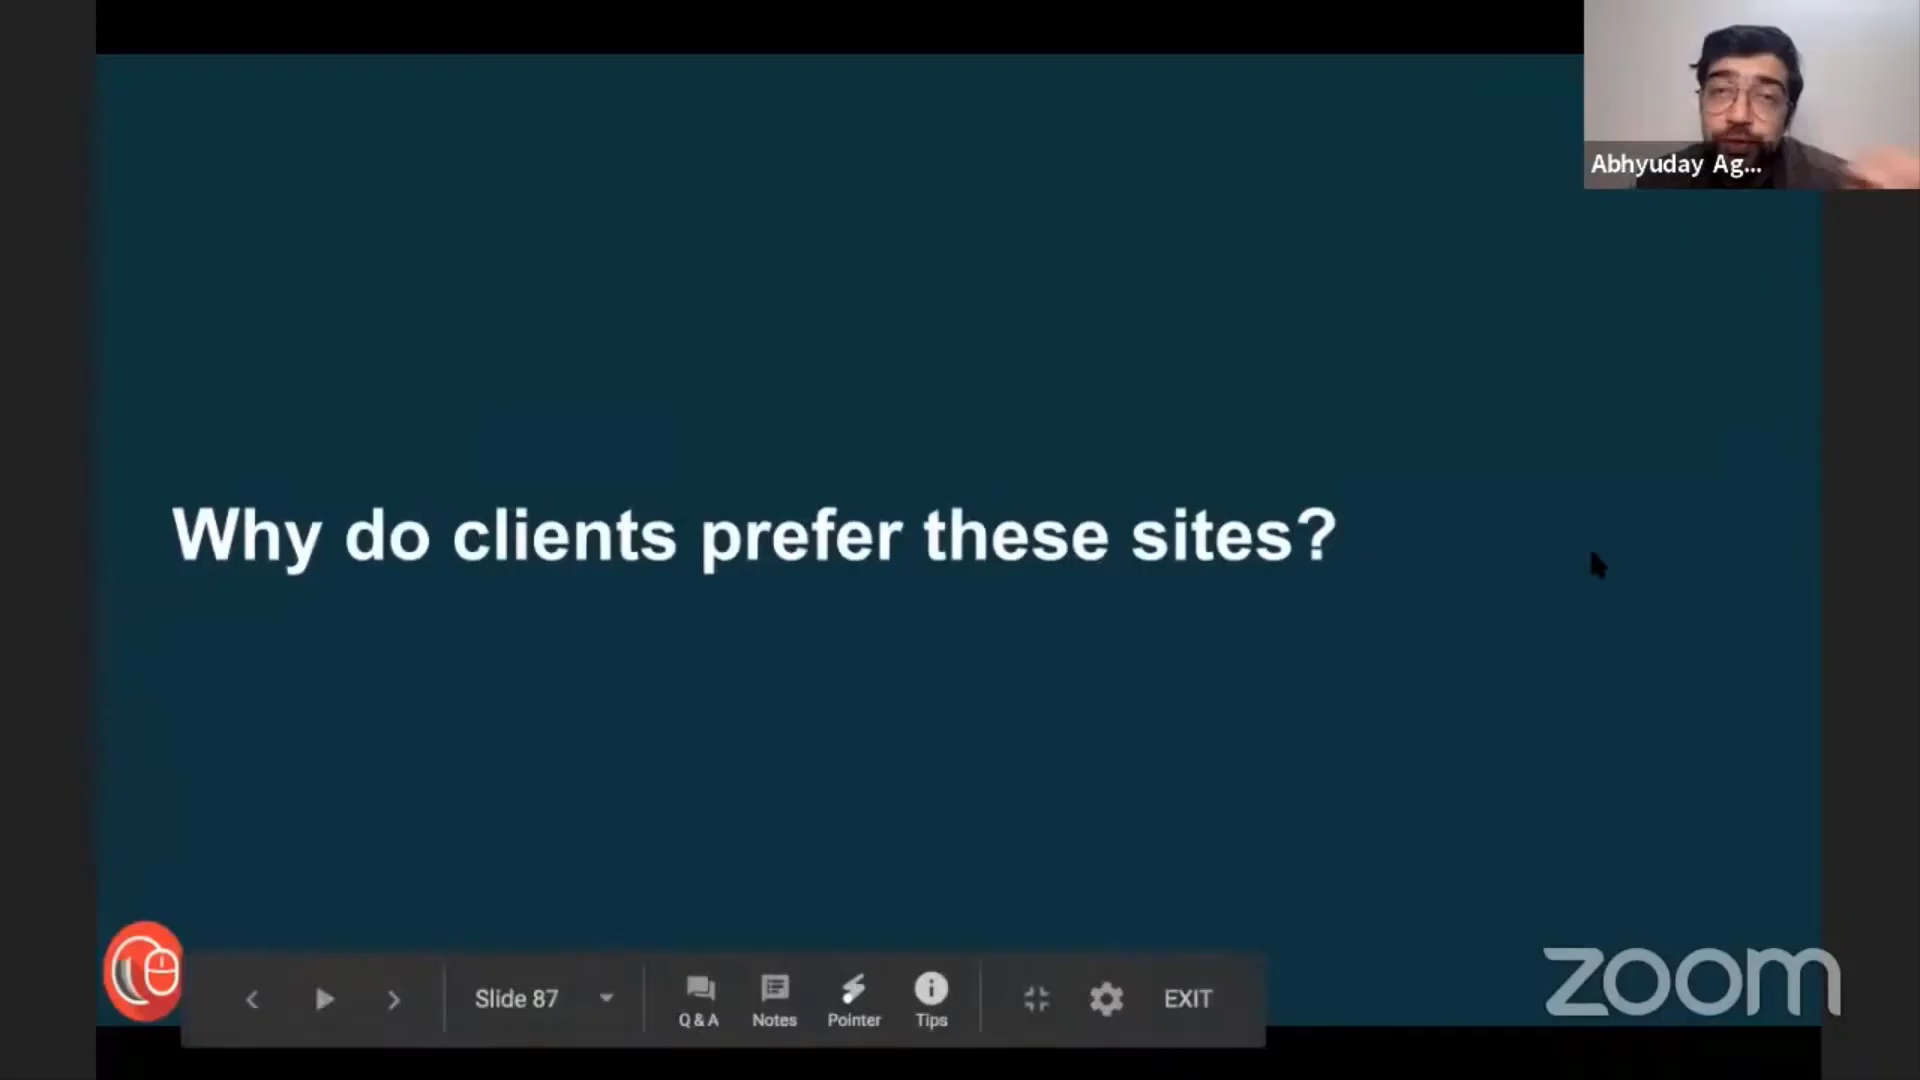 Abhyuday Ag...
Why do clients prefer these sites?
Slide 87
Q & A
Notes
Pointer
Tips
EXIT
zoom